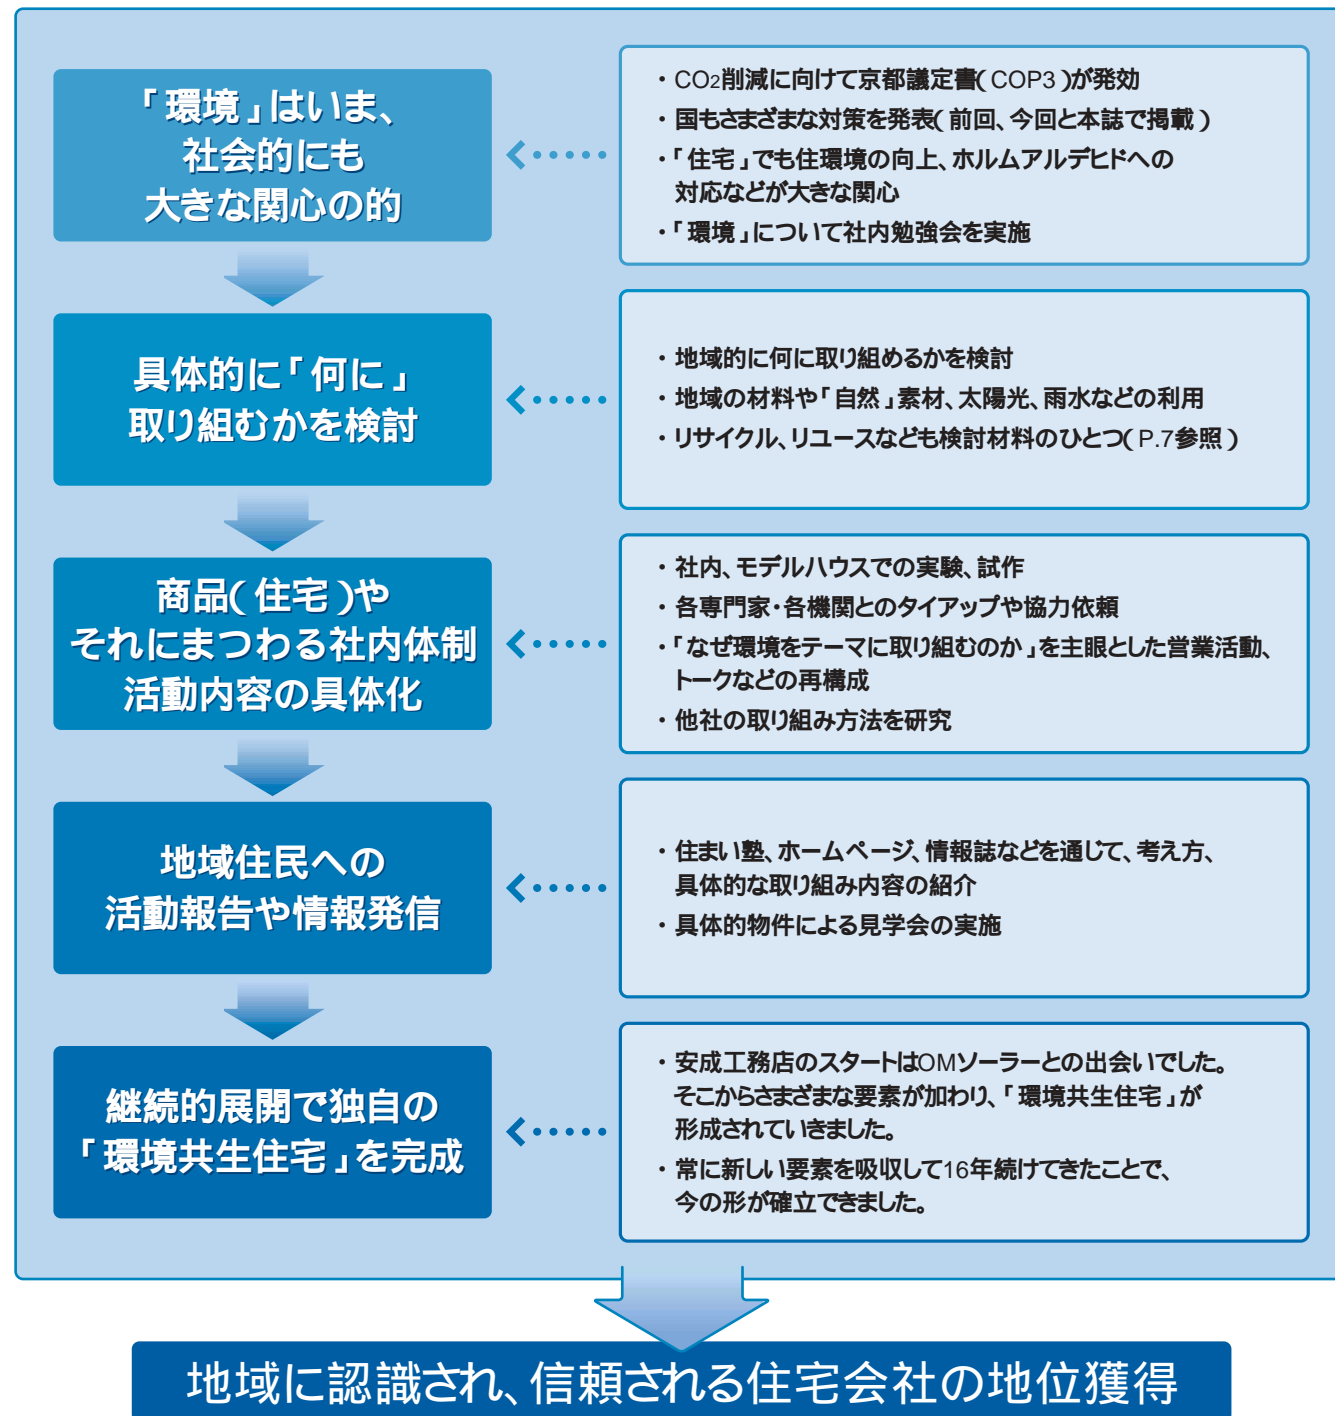 「環境」はいま、
社会的にも
大きな関心の的
・CO2削減に向けて京都議定書(COP3)が発効
・国もさまざまな対策を発表(前回、今回と本誌で掲載)
・「住宅」でも住環境の向上、ホルムアルデヒドへの
対応などが大きな関心
・「環境」について社内勉強会を実施
具体的に「何に」
取り組むかを検討
・地域的に何に取り組めるかを検討
・地域の材料や「自然」素材、太陽光、雨水などの利用
・リサイクル、リユースなども検討材料のひとつ(P.7参照)
商品(住宅)や
それにまつわる社内体制
活動内容の具体化
・社内、モデルハウスでの実験、試作
・各専門家・各機関とのタイアップや協力依頼
・「なぜ環境をテーマに取り組むのか」を主眼とした営業活動、
トークなどの再構成
・他社の取り組み方法を研究
地域住民への
活動報告や情報発信
・住まい塾、ホームページ、情報誌などを通じて、考え方、
具体的な取り組み内容の紹介
・具体的物件による見学会の実施
継続的展開で独自の
「環境共生住宅」を完成
・安成工務店のスタートはOMソーラーとの出会いでした。
そこからさまざまな要素が加わり、「環境共生住宅」が
形成されていきました。
・常に新しい要素を吸収して16年続けてきたことで、
今の形が確立できました。
地域に認識され、信頼される住宅会社の地位獲得